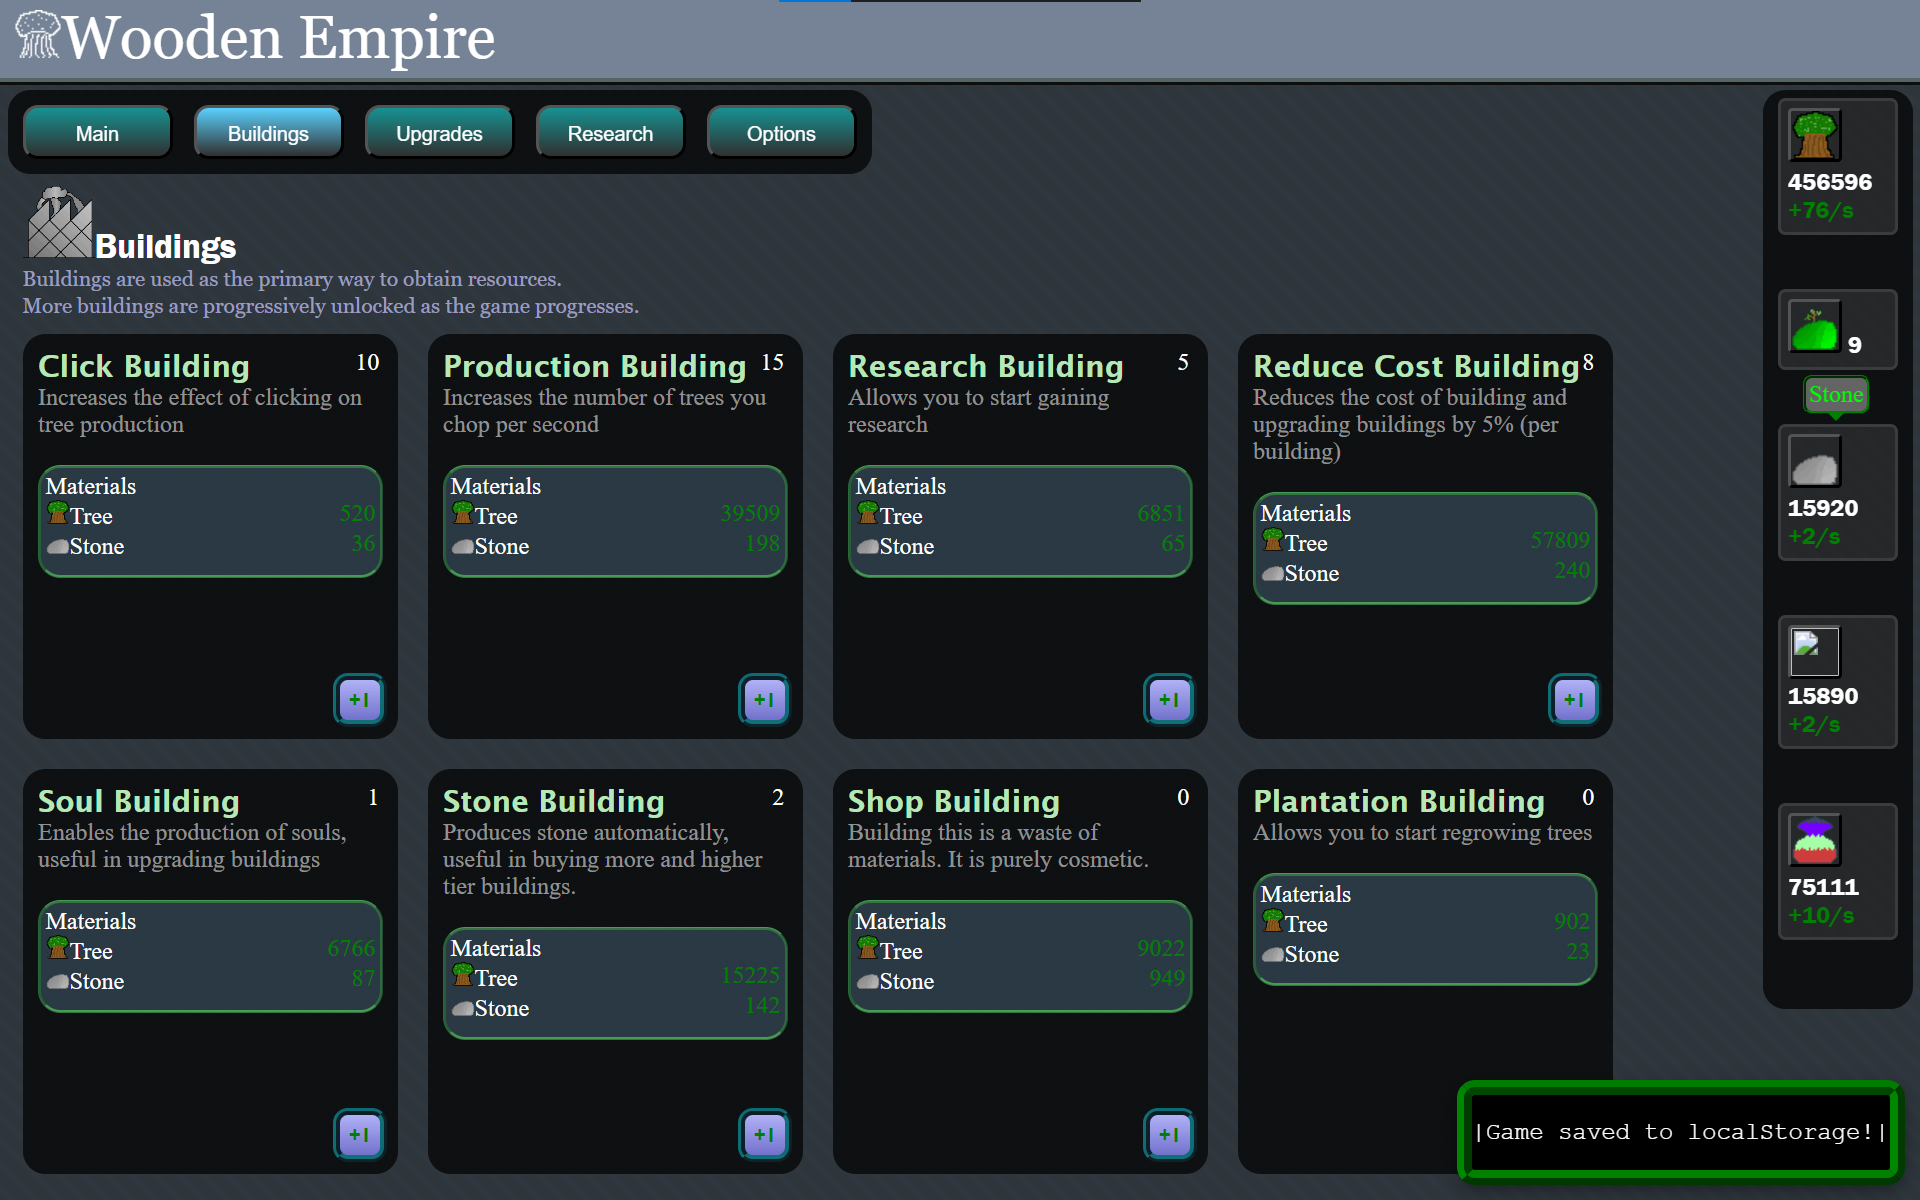 Wooden Empire
Main
Buildings
Upgrades
Research
Options
Buildings
Buildings are used as the primary way to obtain resources.
More buildings are progressively unlocked as the game progresses.
Click Building 10
Increases the effect of clicking on
tree production
Materials
Tree 520
Stone 36
+1
Production Building 15
Increases the number of trees you
chop per second
Materials
Tree 39509
Stone 198
+1
Research Building 5
Allows you to start gaining
research
Materials
Tree 6851
Stone 65
+1
Reduce Cost Building 8
Reduces the cost of building and
upgrading buildings by 5% (per
building)
Materials
Tree 57809
Stone 240
+1
Soul Building 1
Enables the production of souls,
useful in upgrading buildings
Materials
Tree 6766
Stone 87
+1
Stone Building 2
Produces stone automatically,
useful in buying more and higher
tier buildings.
Materials
Tree 15225
Stone 142
+1
Shop Building 0
Building this is a waste of
materials. It is purely cosmetic.
Materials
Tree 9022
Stone 949
+1
Plantation Building 0
Allows you to start regrowing trees
Materials
Tree 902
Stone 23
456596
+76/s
9
Stone
15920
+2/s
15890
+2/s
75111
+10/s
|Game saved to localStorage!|